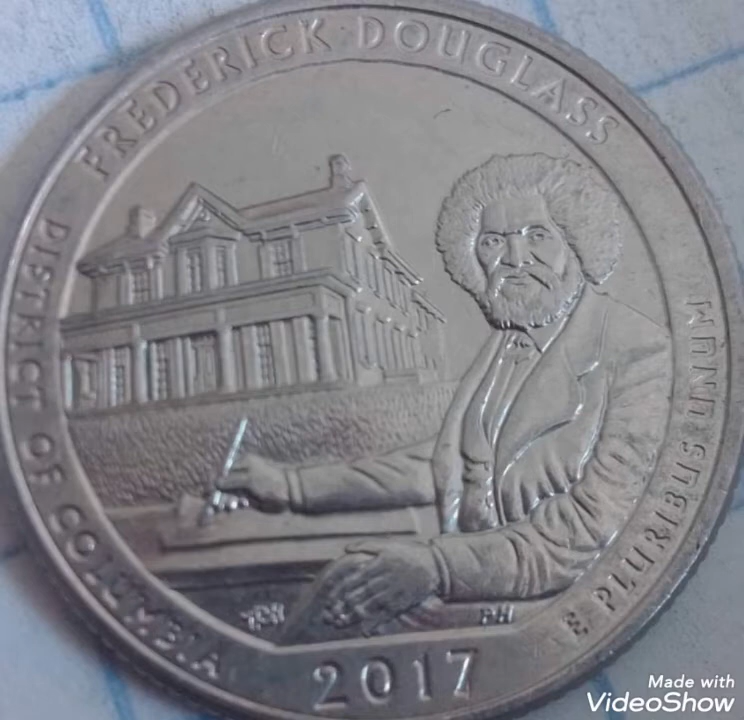 FREDERICK DOUGLASS
DISTRICT OF COLUMBIA
E PLURIBUS UNUM
PH
2017
Made with
VideoShow